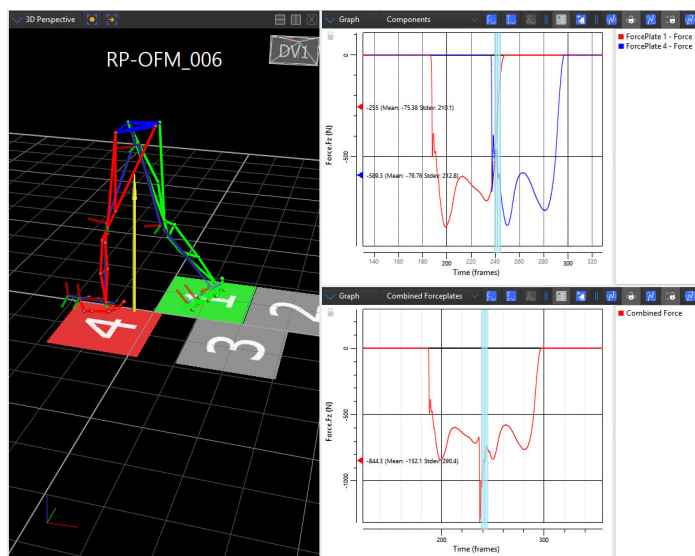 3D Perspective
RP-OFM_006
DV1
1
2
3
4
Graph Components
ForcePlate 1 - Force
ForcePlate 4 - Force
Force.Fz (N)
0
-500
-255 (Mean: -75.38 Stdev: 210.1)
-589.3 (Mean: -76.76 Stdev: 212.8)
140 160 180 200 220 240 260 280 300 320
Time (frames)
Graph Combined Forceplates
Combined Force
Force.Fz (N)
0
-500
-1000
-844.3 (Mean: -152.1 Stdev: 290.4)
200 300
Time (frames)